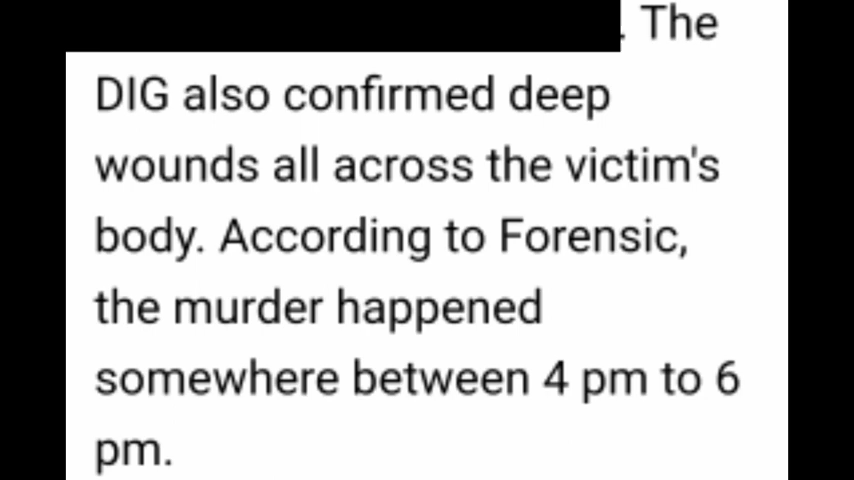 . The
DIG also confirmed deep
wounds all across the victim's
body. According to Forensic,
the murder happened
somewhere between 4 pm to 6
pm.